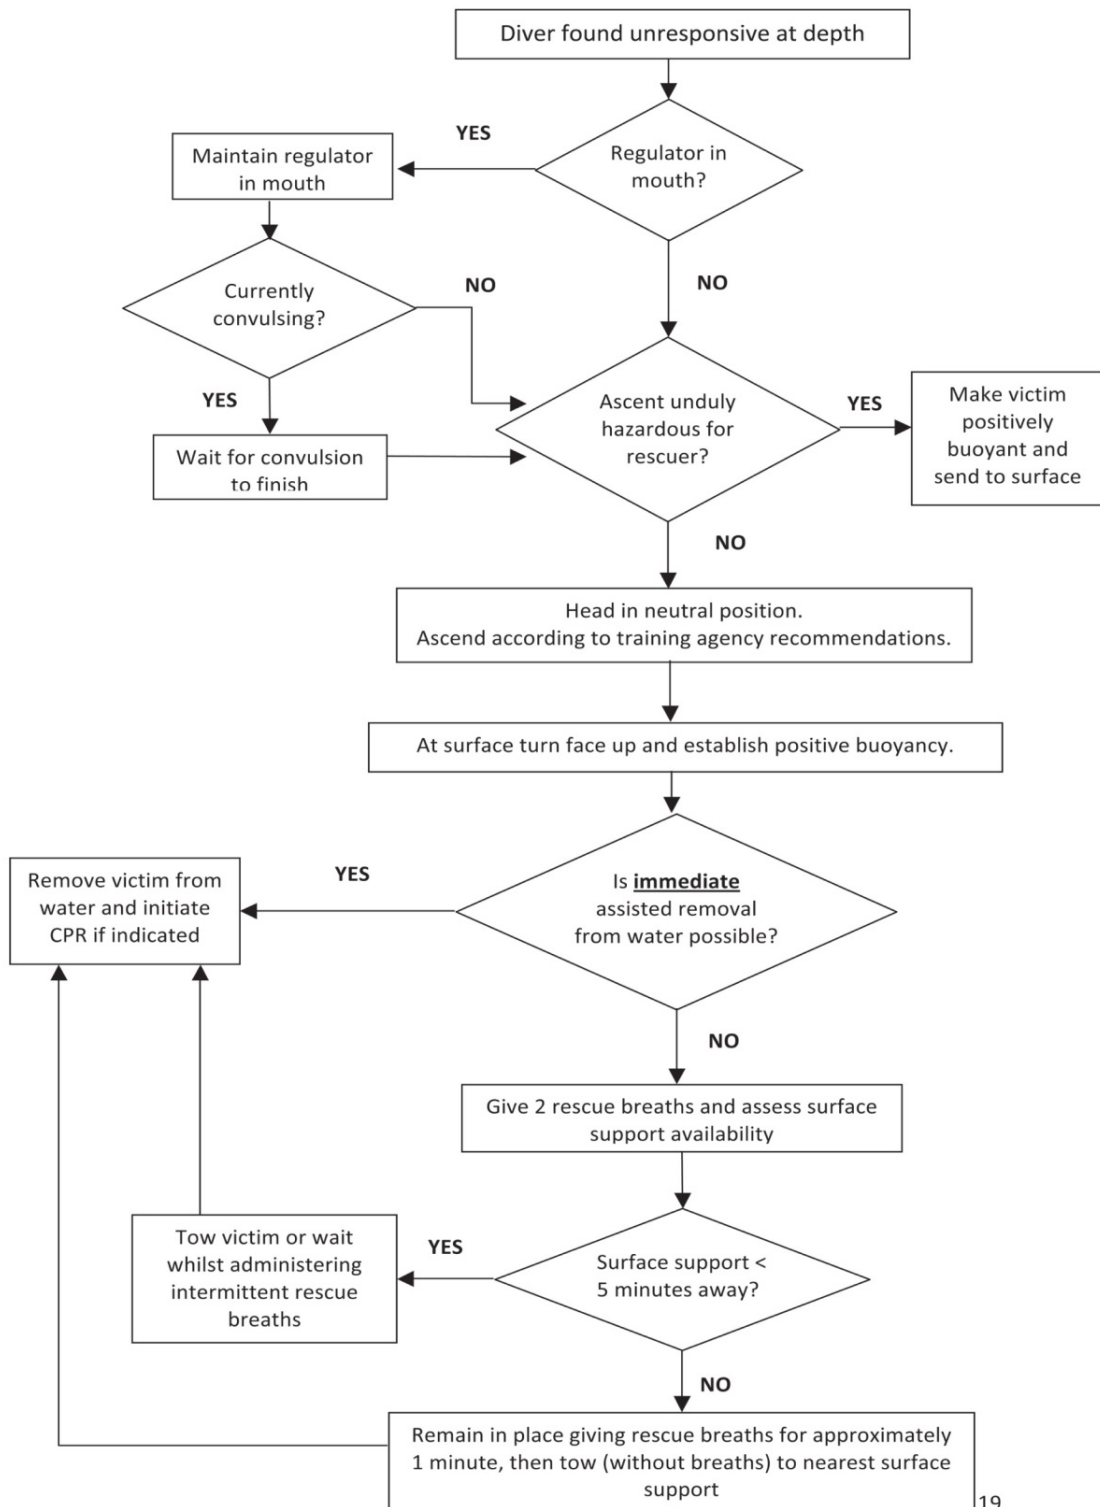 Diver found unresponsive at depth
YES
Maintain regulator
in mouth
Regulator in
mouth?
Currently
convulsing?
NO
NO
YES
Wait for convulsion
to finish
Ascent unduly
hazardous for
rescuer?
YES
Make victim
positively
buoyant and
send to surface
NO
Head in neutral position.
Ascend according to training agency recommendations.
At surface turn face up and establish positive buoyancy.
Remove victim from
water and initiate
CPR if indicated
YES
Is immediate
assisted removal
from water possible?
NO
Give 2 rescue breaths and assess surface
support availability
Tow victim or wait
whilst administering
intermittent rescue
breaths
YES
Surface support <
5 minutes away?
NO
Remain in place giving rescue breaths for approximately
1 minute, then tow (without breaths) to nearest surface
support
19